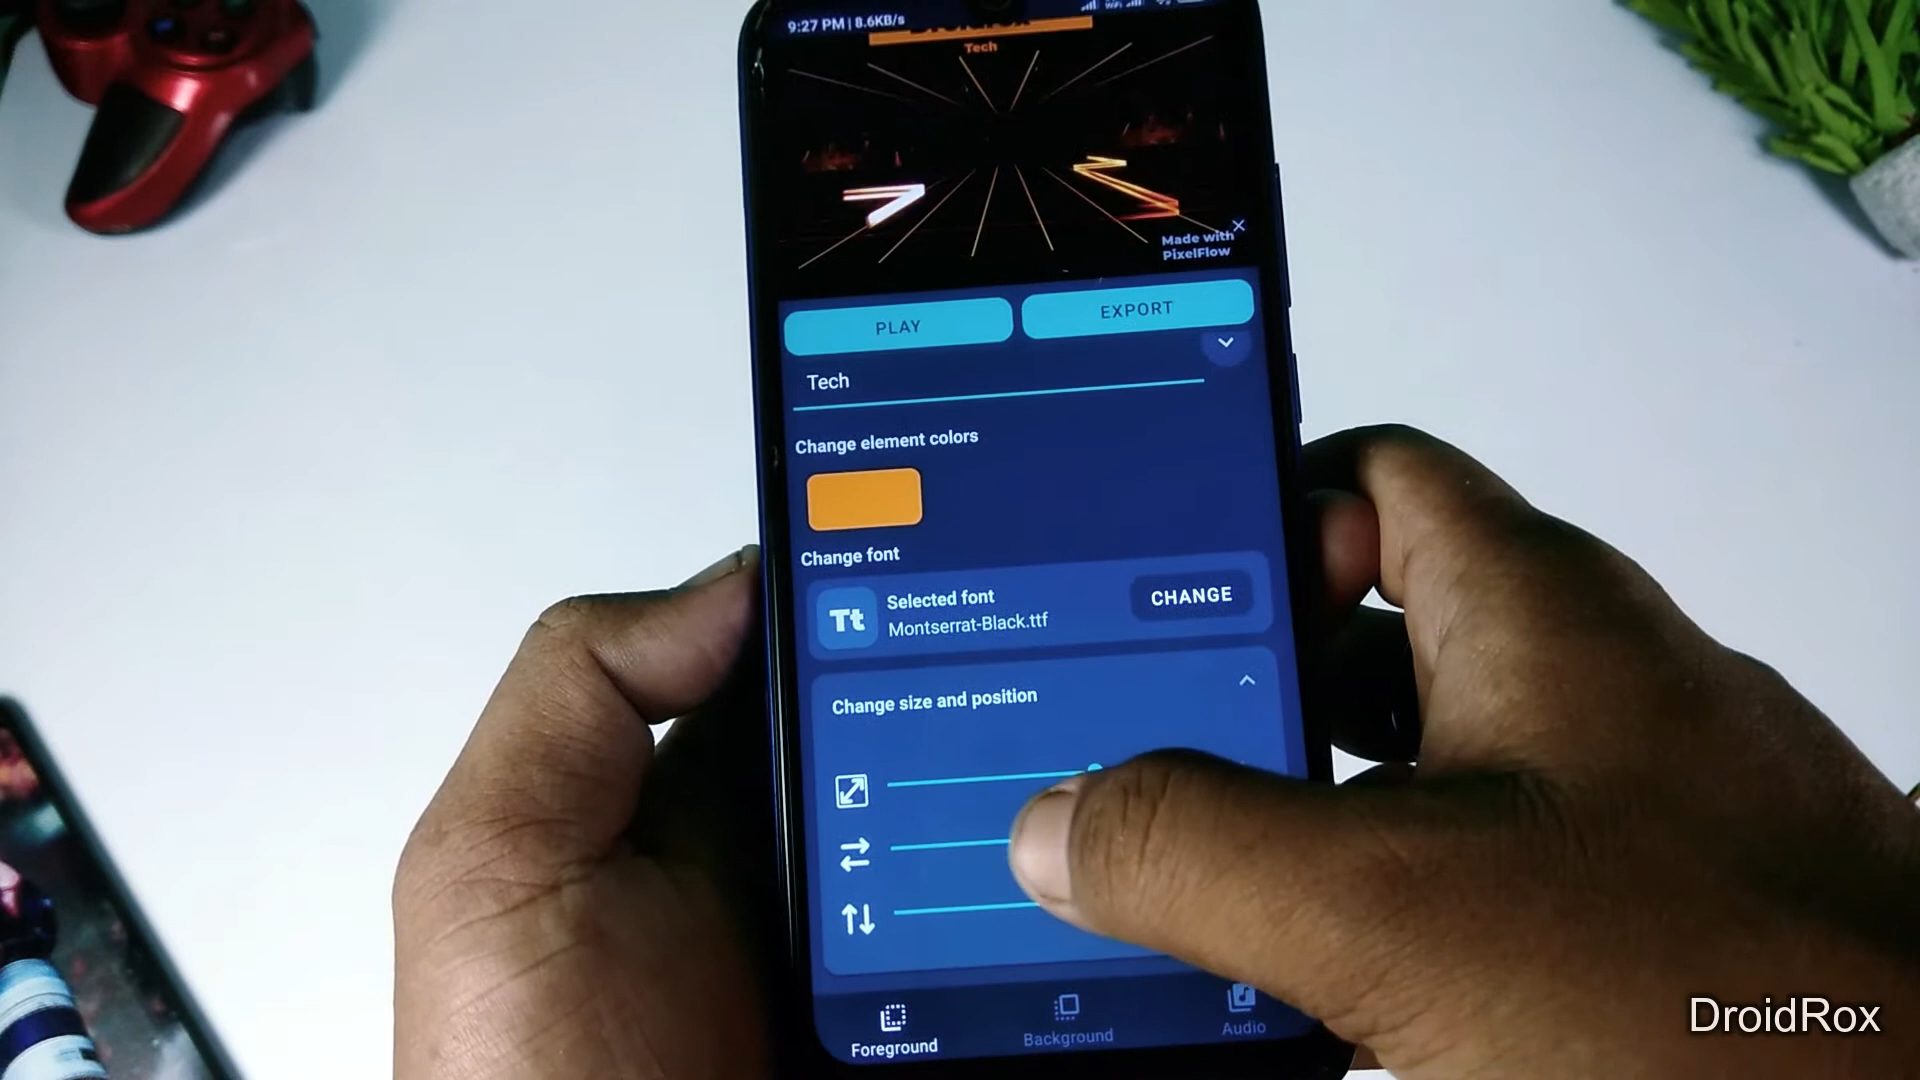 9:27 PM | 8.6KB/s
Tech
Made with
PixelFlow
PLAY
EXPORT
Tech
Change element colors
Change font
Tt
Selected font
Montserrat-Black.ttf
CHANGE
Change size and position
Foreground
Background
Audio
DroidRox